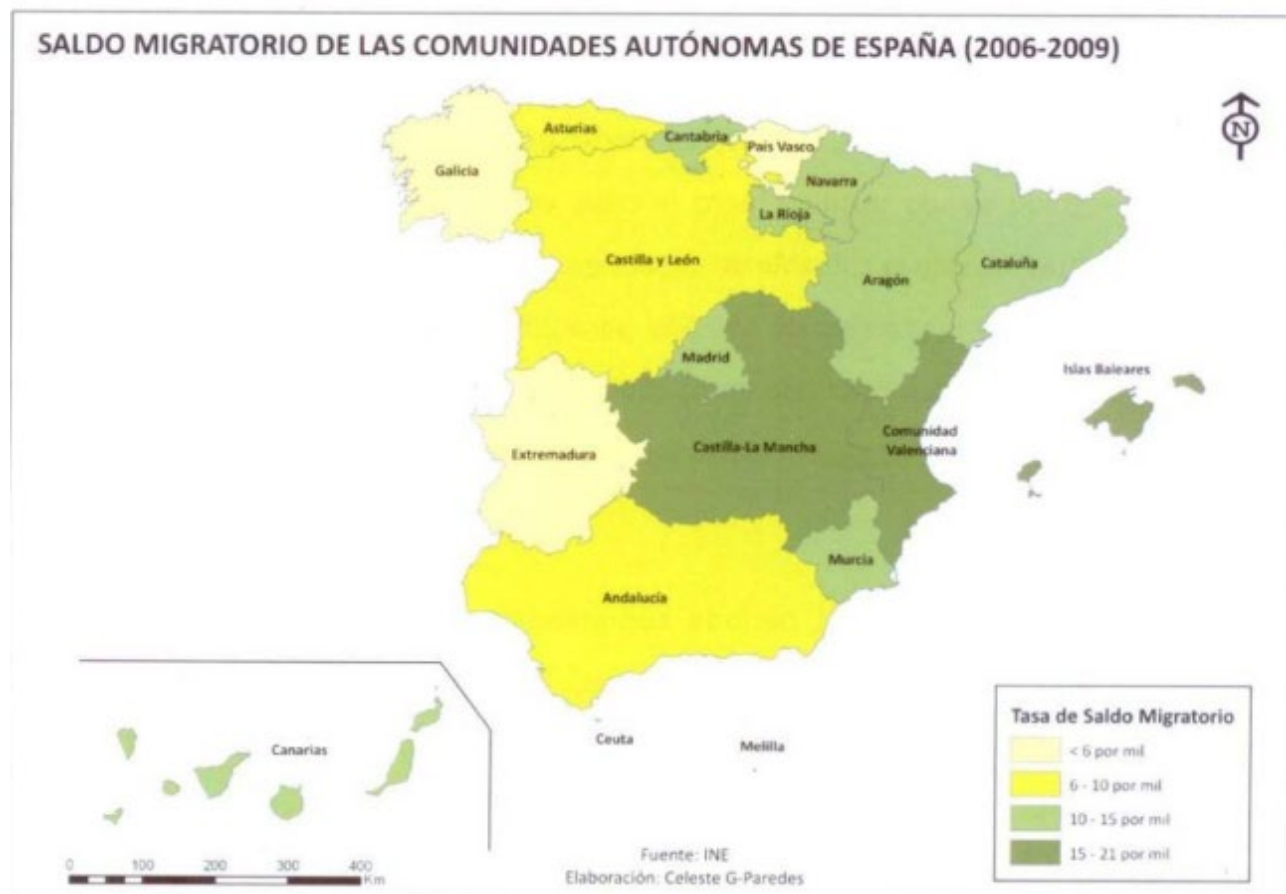 SALDO MIGRATORIO DE LAS COMUNIDADES AUTÓNOMAS DE ESPAÑA (2006-2009)
N
Asturias
Cantabria
País Vasco
Galicia
Navarra
La Rioja
Castilla y León
Cataluña
Aragón
Madrid
Islas Baleares
Comunidad
Valenciana
Castilla-La Mancha
Extremadura
Murcia
Andalucía
Ceuta
Melilla
Canarias
Tasa de Saldo Migratorio
< 6 por mil
6 - 10 por mil
10 - 15 por mil
15 - 21 por mil
0 100 200 300 400
Km
Fuente: INE
Elaboración: Celeste G-Paredes